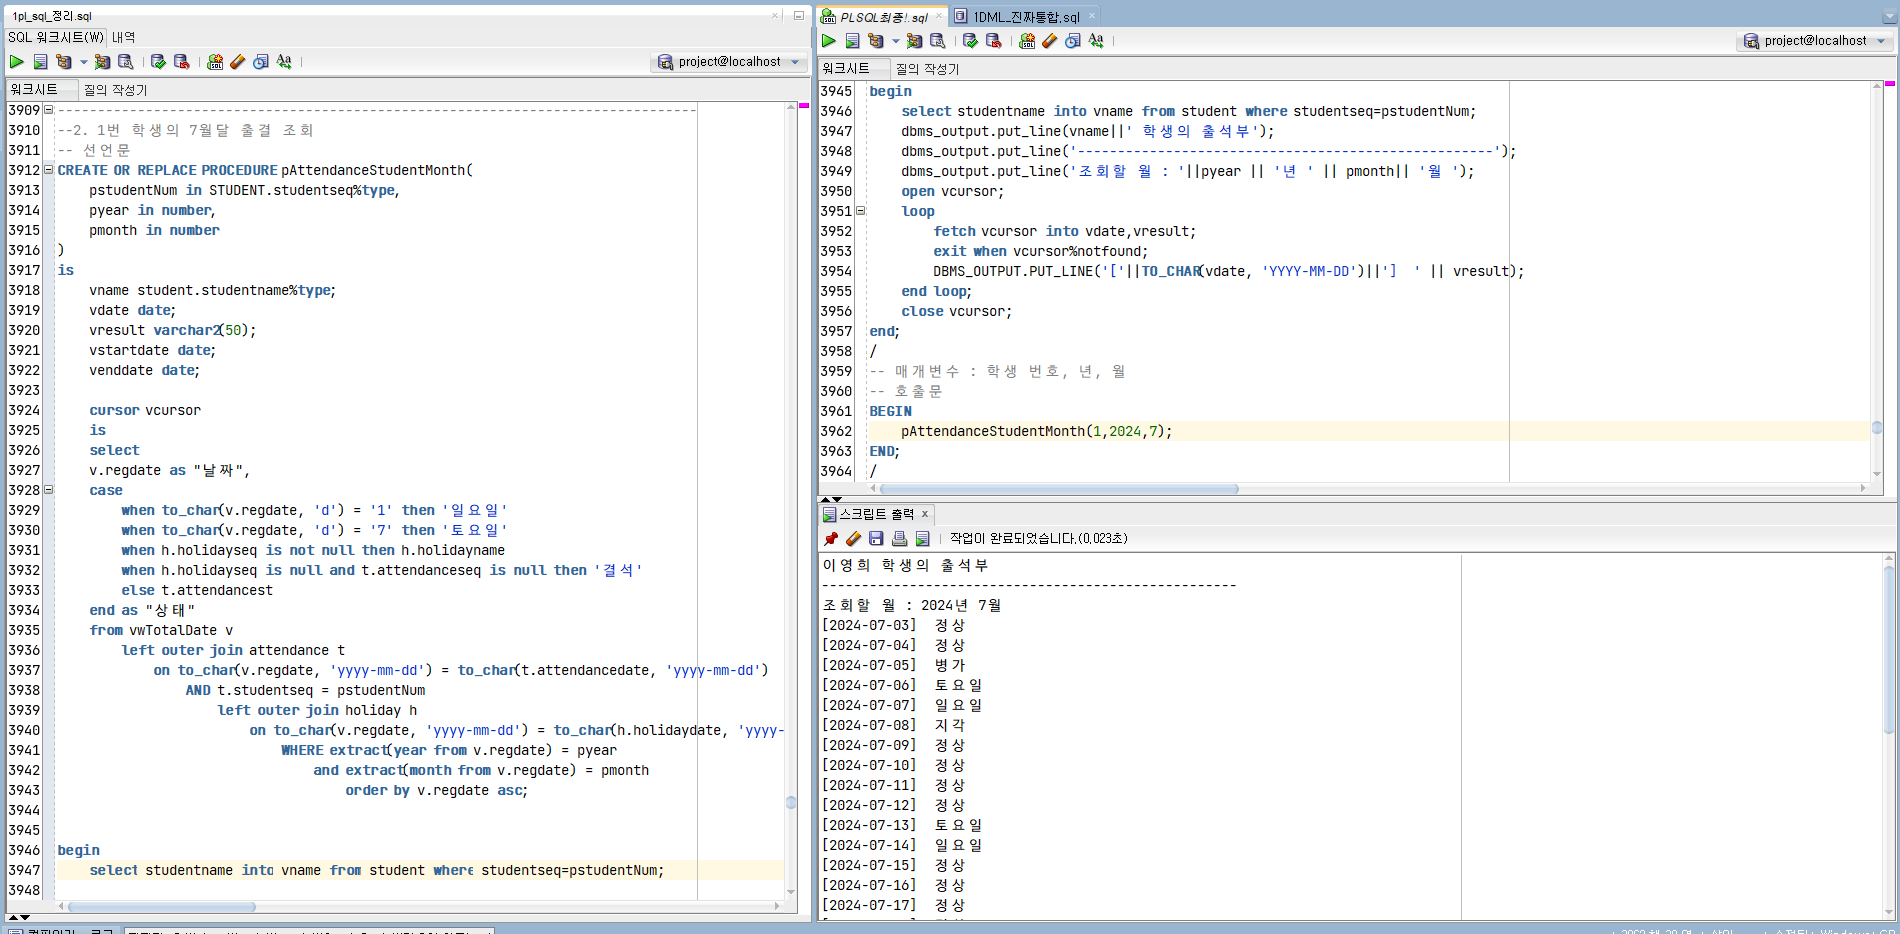 1pl_sql_정리.sql
SQL 워크시트(W) 내역
project@localhost
워크시트 질의 작성기
3909 --------------------------------------------------------------------------------
3910 --2. 1번 학생의 7월달 출결 조회
3911 -- 선언문
3912 CREATE OR REPLACE PROCEDURE pAttendanceStudentMonth(
3913     pstudentNum in STUDENT.studentseq%type,
3914     pyear in number,
3915     pmonth in number
3916 )
3917 is
3918     vname student.studentname%type;
3919     vdate date;
3920     vresult varchar2(50);
3921     vstartdate date;
3922     venddate date;
3923
3924     cursor vcursor
3925     is
3926     select
3927     v.regdate as "날짜",
3928     case
3929         when to_char(v.regdate, 'd') = '1' then '일요일'
3930         when to_char(v.regdate, 'd') = '7' then '토요일'
3931         when h.holidayseq is not null then h.holidayname
3932         when h.holidayseq is null and t.attendanceseq is null then '결석'
3933         else t.attendancest
3934     end as "상태"
3935     from vwTotalDate v
3936         left outer join attendance t
3937             on to_char(v.regdate, 'yyyy-mm-dd') = to_char(t.attendancedate, 'yyyy-mm-dd')
3938                 AND t.studentseq = pstudentNum
3939                     left outer join holiday h
3940                         on to_char(v.regdate, 'yyyy-mm-dd') = to_char(h.holidaydate, 'yyyy-
3941                             WHERE extract(year from v.regdate) = pyear
3942                                 and extract(month from v.regdate) = pmonth
3943                                     order by v.regdate asc;
3944
3945
3946 begin
3947     select studentname into vname from student where studentseq=pstudentNum;
3948
PLSQL최종!.sql 1DML_진짜통합.sql
project@localhost
워크시트 질의 작성기
3945 begin
3946     select studentname into vname from student where studentseq=pstudentNum;
3947     dbms_output.put_line(vname||' 학생의 출석부');
3948     dbms_output.put_line('----------------------------------------------------');
3949     dbms_output.put_line('조회할 월 : '||pyear || '년 ' || pmonth|| '월 ');
3950     open vcursor;
3951     loop
3952         fetch vcursor into vdate,vresult;
3953         exit when vcursor%notfound;
3954         DBMS_OUTPUT.PUT_LINE('['||TO_CHAR(vdate, 'YYYY-MM-DD')||']  ' || vresult);
3955     end loop;
3956     close vcursor;
3957 end;
3958 /
3959 -- 매개변수 : 학생 번호, 년, 월
3960 -- 호출문
3961 BEGIN
3962     pAttendanceStudentMonth(1,2024,7);
3963 END;
3964 /
스크립트 출력 x
작업이 완료되었습니다.(0.023초)
이영희 학생의 출석부
----------------------------------------------------
조회할 월 : 2024년 7월
[2024-07-03]  정상
[2024-07-04]  정상
[2024-07-05]  병가
[2024-07-06]  토요일
[2024-07-07]  일요일
[2024-07-08]  지각
[2024-07-09]  정상
[2024-07-10]  정상
[2024-07-11]  정상
[2024-07-12]  정상
[2024-07-13]  토요일
[2024-07-14]  일요일
[2024-07-15]  정상
[2024-07-16]  정상
[2024-07-17]  정상